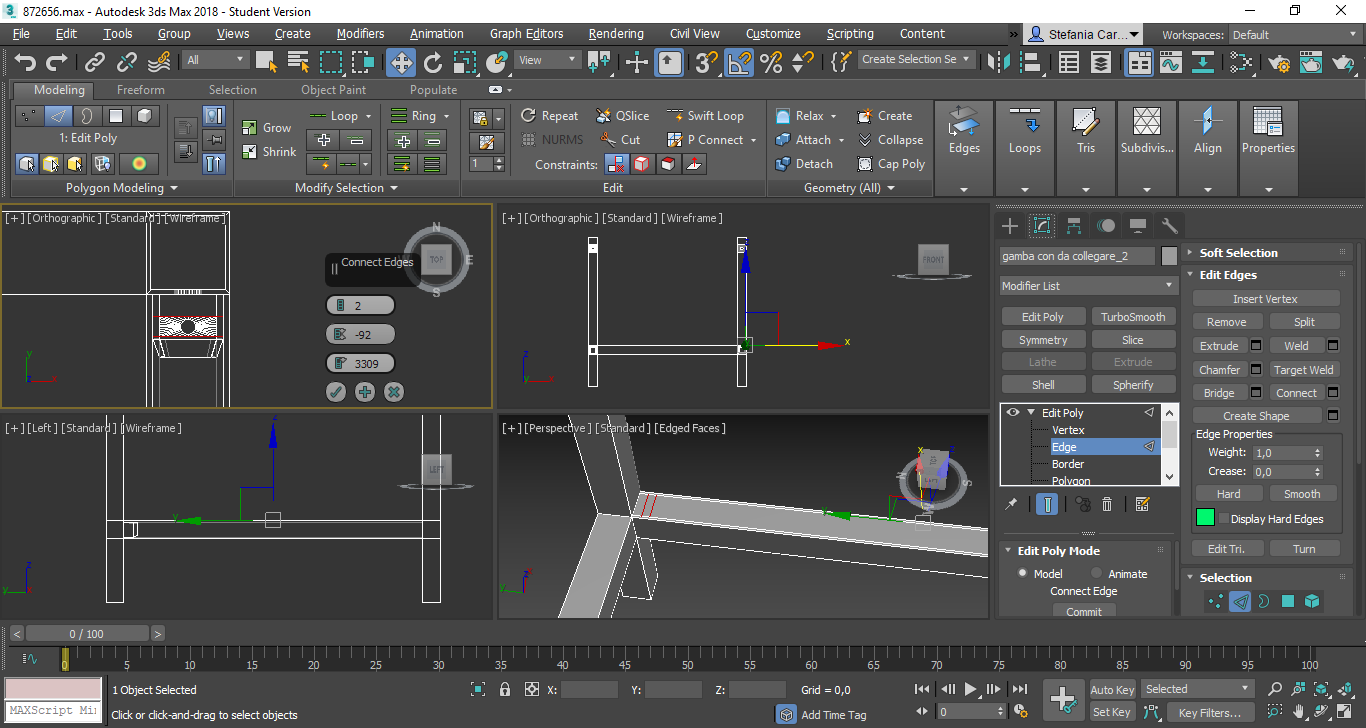 872656.max - Autodesk 3ds Max 2018 - Student Version
File Edit Tools Group Views Create Modifiers Animation Graph Editors Rendering Civil View Customize Scripting Content » Stefania Car... Workspaces: Default
All View Create Selection Se
Modeling Freeform Selection Object Paint Populate
1: Edit Poly
Grow
Shrink
Loop
Ring
1
Repeat QSlice Swift Loop
NURMS Cut P Connect
Constraints:
Relax Create
Attach Collapse
Detach Cap Poly
Edges Loops Tris Subdivis... Align Properties
Polygon Modeling Modify Selection Edit Geometry (All)
[+] [Orthographic] [Standard] [Wireframe]
N
TOP E
S
Connect Edges
2
-92
3309
y
z x
[+] [Orthographic] [Standard] [Wireframe]
FRONT
x
z
y x
[+] [Left] [Standard] [Wireframe]
z
LEFT
y
z
y
[+] [Perspective] [Standard] [Edged Faces]
x
TOP
LEFT
S
y
z
y
gamba con da collegare_2
Modifier List
Edit Poly TurboSmooth
Symmetry Slice
Lathe Extrude
Shell Spherify
Edit Poly
Vertex
Edge
Border
Polygon
Edit Poly Mode
Model Animate
Connect Edge
Commit
Soft Selection
Edit Edges
Insert Vertex
Remove Split
Extrude Weld
Chamfer Target Weld
Bridge Connect
Create Shape
Edge Properties
Weight: 1,0
Crease: 0,0
Hard Smooth
Display Hard Edges
Edit Tri. Turn
Selection
< 0 / 100 >
0 5 10 15 20 25 30 35 40 45 50 55 60 65 70 75 80 85 90 95 100
1 Object Selected X: Y: Z: Grid = 0,0
MAXScript Mi
Click or click-and-drag to select objects
Add Time Tag
0
Auto Key Selected
Set Key Key Filters...